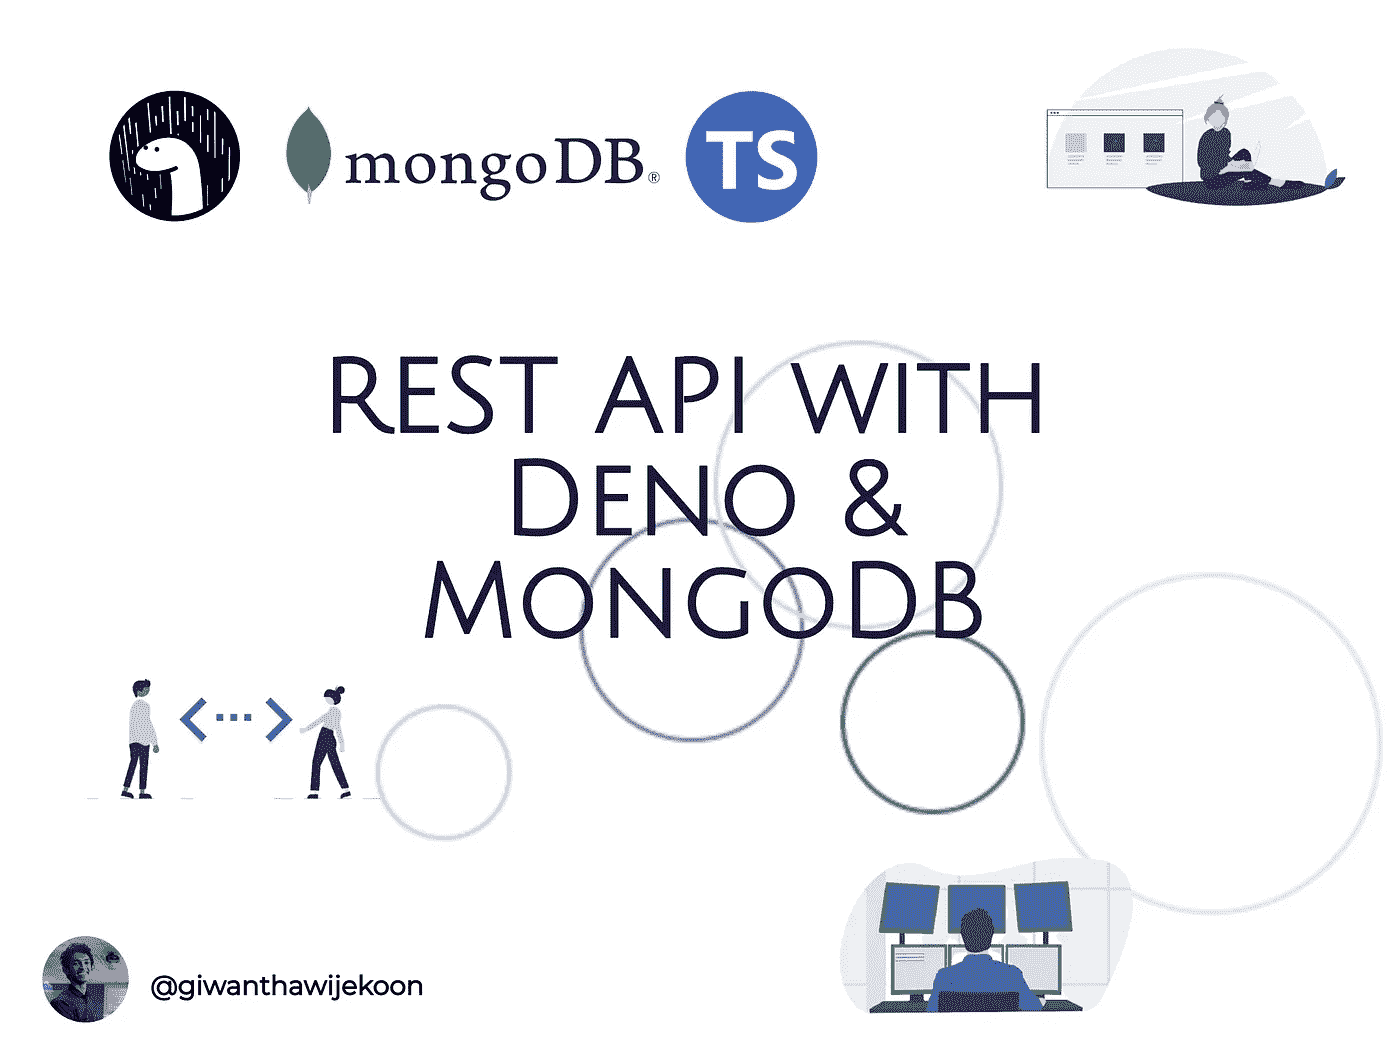 mongoDB®
TS
REST API WITH
DENO &
MONGODB
@giwanthawijekoon